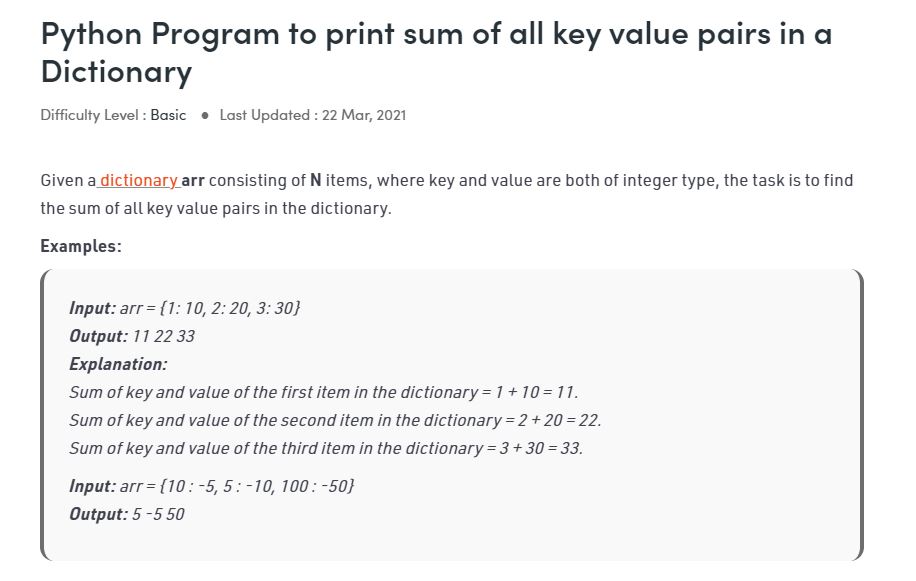 Python Program to print sum of all key value pairs in a
Dictionary
Difficulty Level : Basic ● Last Updated : 22 Mar, 2021
Given a dictionary arr consisting of N items, where key and value are both of integer type, the task is to find
the sum of all key value pairs in the dictionary.
Examples:
Input: arr = {1: 10, 2: 20, 3: 30}
Output: 11 22 33
Explanation:
Sum of key and value of the first item in the dictionary = 1 + 10 = 11.
Sum of key and value of the second item in the dictionary = 2 + 20 = 22.
Sum of key and value of the third item in the dictionary = 3 + 30 = 33.
Input: arr = {10 : -5, 5 : -10, 100 : -50}
Output: 5 -5 50